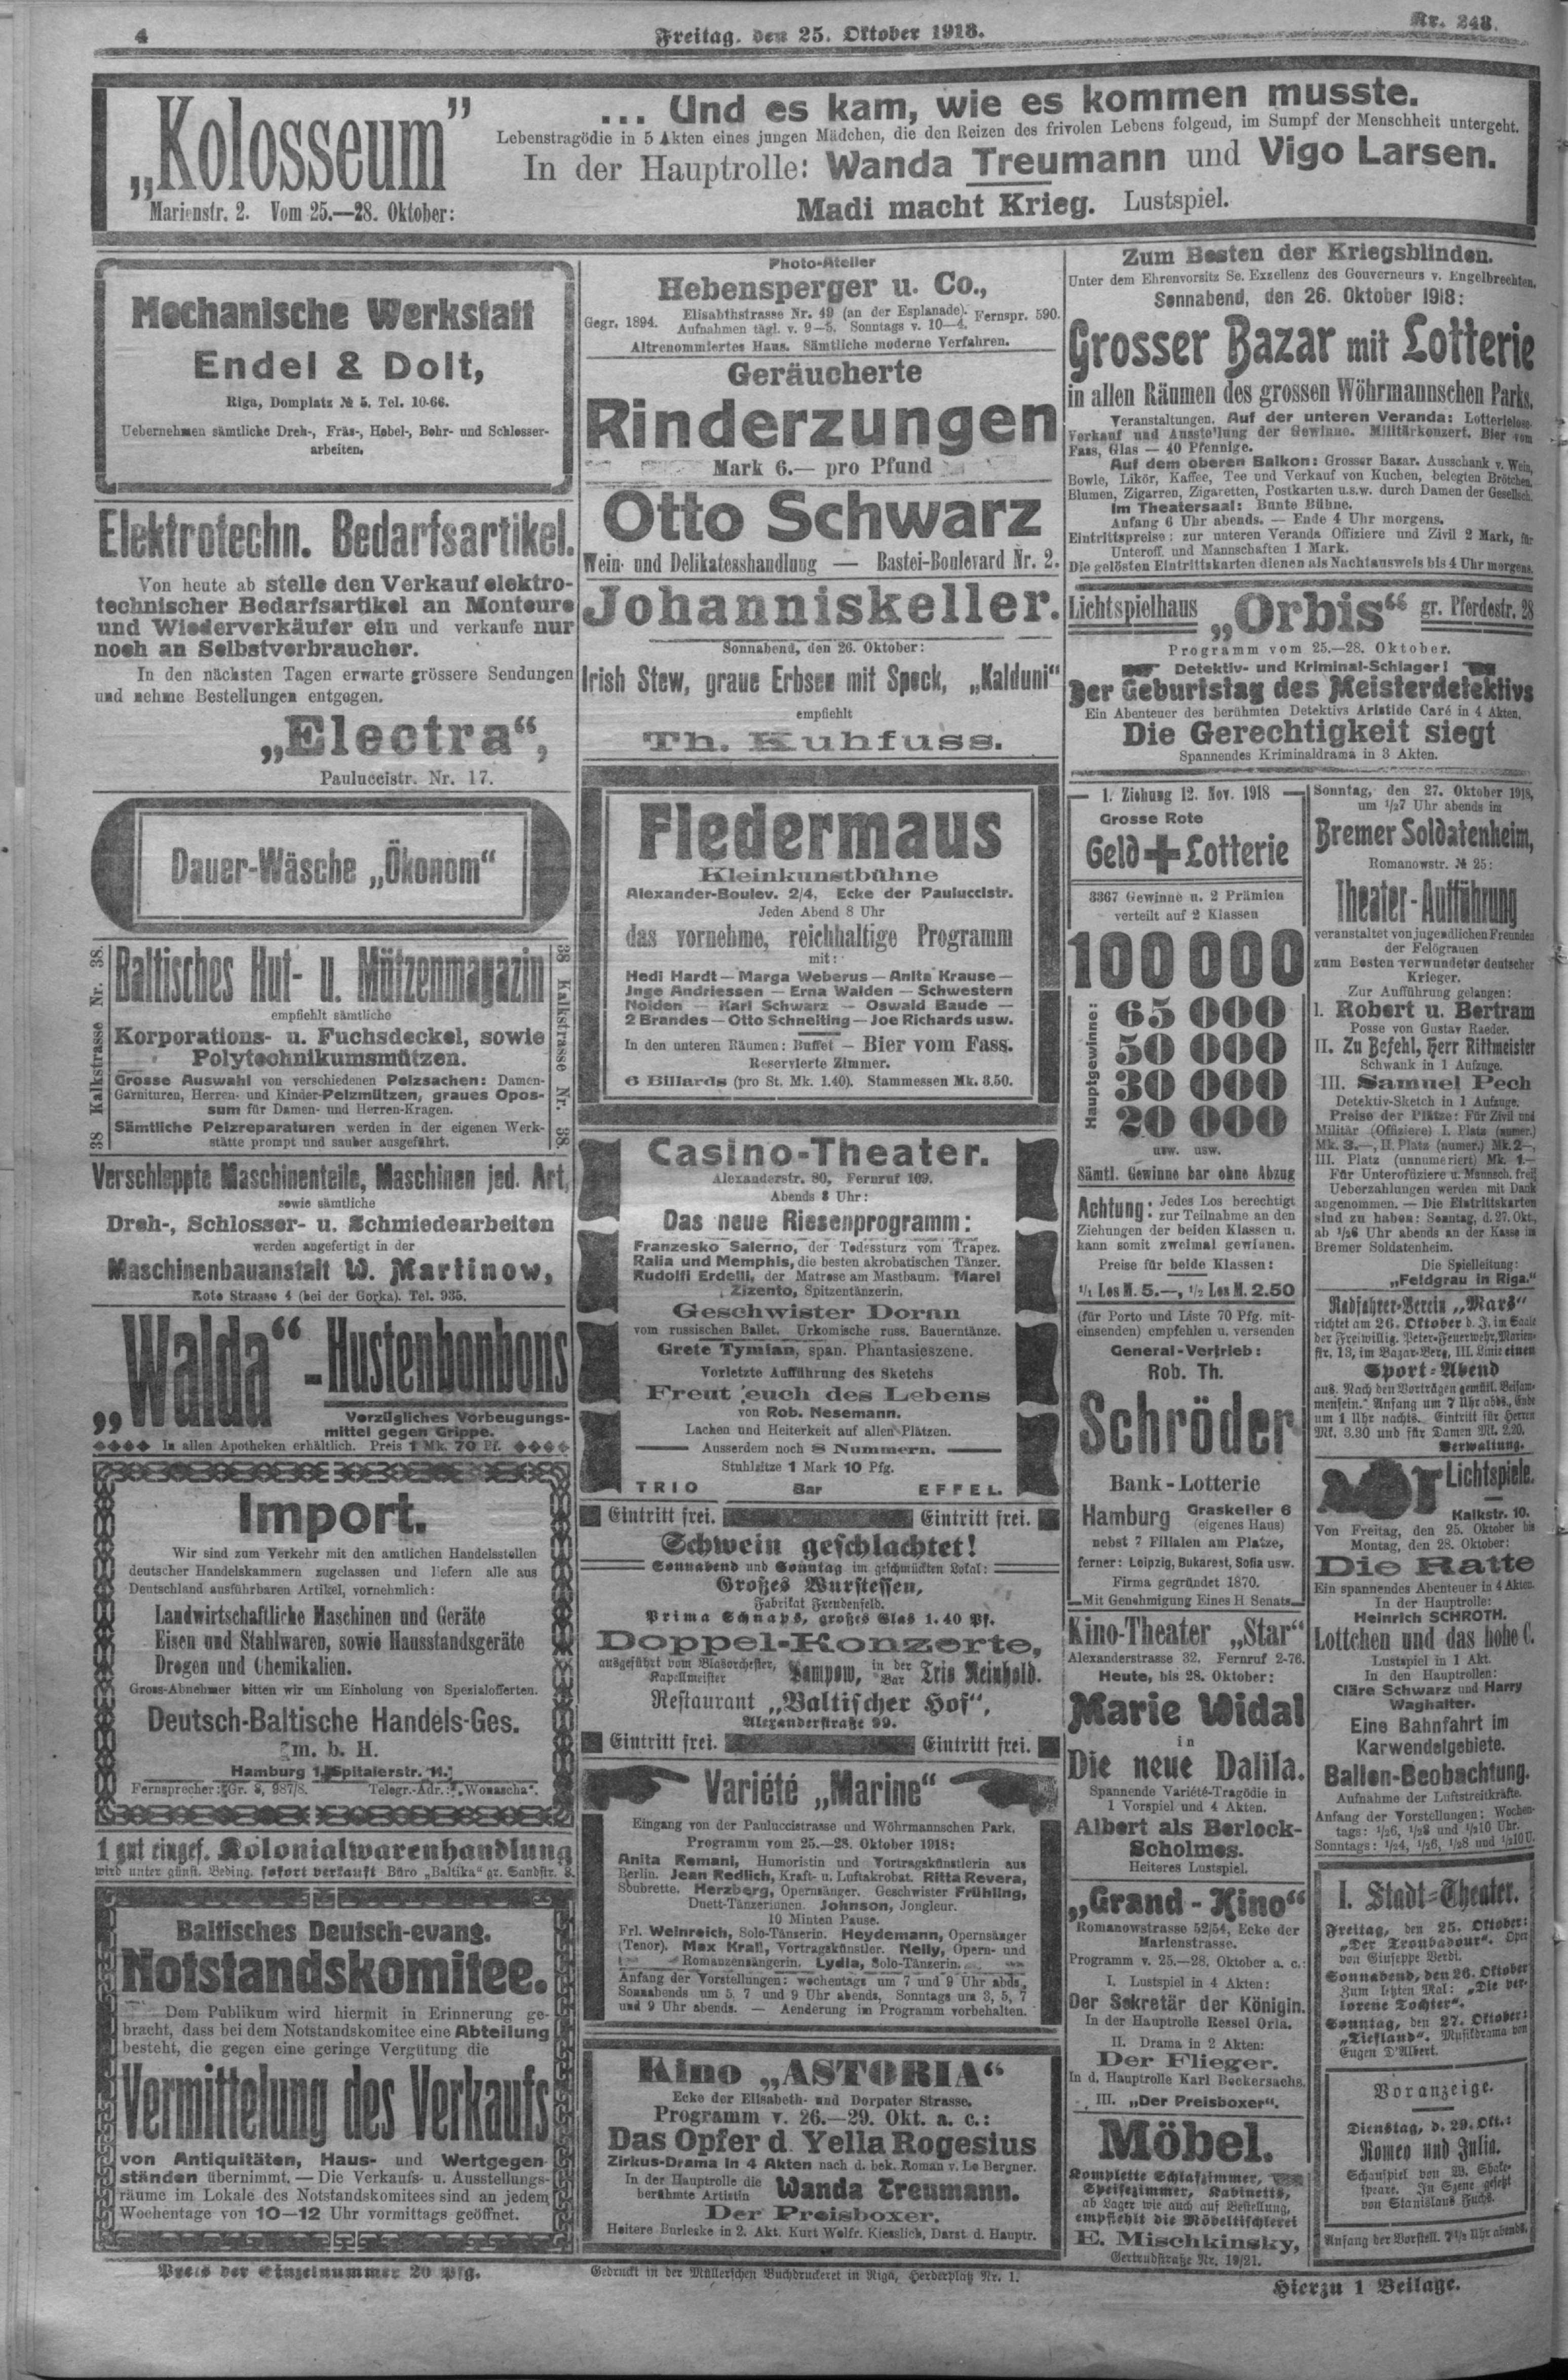 4
Freitag, den 25. Oktober 1918.
Nr. 248.
„Kolosseum”
Marienstr. 2. Vom 25.—28. Oktober:
... Und es kam, wie es kommen musste.
Lebenstragödie in 5 Akten eines jungen Mädchen, die den Reizen des frivolen Lebens folgend, im Sumpf der Menschheit untergeht.
In der Hauptrolle: Wanda Treumann und Vigo Larsen.
Madi macht Krieg. Lustspiel.
Mechanische Werkstatt
Endel & Dolt,
Riga, Domplatz № 5. Tel. 10-66.
Uebernehmen sämtliche Dreh-, Fräs-, Hobel-, Bohr- und Schlosser-
arbeiten.
Elektrotechn. Bedarfsartikel.
Von heute ab stelle den Verkauf elektro-
technischer Bedarfsartikel an Monteure
und Wiederverkäufer ein und verkaufe nur
noch an Selbstverbraucher.
In den nächsten Tagen erwarte grössere Sendungen
und nehme Bestellungen entgegen.
„Electra“,
Pauluccistr. Nr. 17.
Dauer-Wäsche „Ökonom“
38 Kalkstrasse Nr. 38.
Baltisches Hut- u. Mützenmagazin
empfiehlt sämtliche
Korporations- u. Fuchsdeckel, sowie
Polytechnikumsmützen.
Grosse Auswahl von verschiedenen Pelzsachen: Damen-
Garnituren, Herren- und Kinder-Pelzmützen, graues Opos-
sum für Damen- und Herren-Kragen.
Sämtliche Pelzreparaturen werden in der eigenen Werk-
stätte prompt und sauber ausgeführt.
38 Kalkstrasse Nr. 38.
Verschleppte Maschinenteile, Maschinen jed. Art,
sowie sämtliche
Dreh-, Schlosser- u. Schmiedearbeiten
werden angefertigt in der
Maschinenbauanstalt W. Martinow,
Rote Strasse 4 (bei der Gorka). Tel. 935.
„Walda“-Hustenbonbons
Vorzügliches Vorbeugungs-
mittel gegen Grippe.
In allen Apotheken erhältlich. Preis 1 Mk. 70 Pf.
Import.
Wir sind zum Verkehr mit den amtlichen Handelsstellen
deutscher Handelskammern zugelassen und liefern alle aus
Deutschland ausführbaren Artikel, vornehmlich:
Landwirtschaftliche Maschinen und Geräte
Eisen und Stahlwaren, sowie Hausstandsgeräte
Drogen und Chemikalien.
Gross-Abnehmer bitten wir um Einholung von Spezialofferten.
Deutsch-Baltische Handels-Ges.
m. b. H.
Hamburg 1, Spitalerstr. 11.
Fernsprecher: Gr. 8, 987/8. Telegr.-Adr.: „Wonascha“.
1 gut eingef. Kolonialwarenhandlung
wird unter günst. Beding. sofort verkauft Büro „Baltika“ gr. Sandstr. 8.
Baltisches Deutsch-evang.
Notstandskomitee.
Dem Publikum wird hiermit in Erinnerung ge-
bracht, dass bei dem Notstandskomitee eine Abteilung
besteht, die gegen eine geringe Vergütung die
Vermittelung des Verkaufs
von Antiquitäten, Haus- und Wertgegen-
ständen übernimmt. — Die Verkaufs- u. Ausstellungs-
räume im Lokale des Notstandskomitees sind an jedem
Wochentage von 10—12 Uhr vormittags geöffnet.
Preis der Einzelnummer 20 Pfg.
Photo-Atelier
Hebensperger u. Co.,
Gegr. 1894. Elisabthstrasse Nr. 49 (an der Esplanade). Fernspr. 590.
Aufnahmen tägl. v. 9—5. Sonntags v. 10—4.
Altrenommiertes Haus. Sämtliche moderne Verfahren.
Geräucherte
Rinderzungen
Mark 6.— pro Pfund
Otto Schwarz
Wein- und Delikatesshandlung — Bastei-Boulevard Nr. 2.
Johanniskeller.
Sonnabend, den 26. Oktober:
Irish Stew, graue Erbsen mit Speck, „Kalduni“
empfiehlt
Th. Kuhfuss.
Fledermaus
Kleinkunstbühne
Alexander-Boulev. 2/4, Ecke der Pauluccistr.
Jeden Abend 8 Uhr
das vornehme, reichhaltige Programm
mit:
Hedi Hardt — Marga Weberus — Anita Krause —
Inge Andriessen — Erna Walden — Schwestern
Nolden — Karl Schwarz — Oswald Baude —
2 Brandes — Otto Schnelting — Joe Richards usw.
In den unteren Räumen: Buffet — Bier vom Fass.
Reservierte Zimmer.
6 Billards (pro St. Mk. 1.40). Stammessen Mk. 3.50.
Casino-Theater.
Alexanderstr. 80, Fernruf 109.
Abends 8 Uhr:
Das neue Riesenprogramm:
Franzesko Salerno, der Todessturz vom Trapez.
Ralia und Memphis, die besten akrobatischen Tänzer.
Rudolfi Erdelli, der Matrose am Mastbaum. Marel
Zizento, Spitzentänzerin.
Geschwister Doran
vom russischen Ballet. Urkomische russ. Bauerntänze.
Grete Tymian, span. Phantasieszene.
Vorletzte Aufführung des Sketchs
Freut euch des Lebens
von Rob. Nesemann.
Lachen und Heiterkeit auf allen Plätzen.
Ausserdem noch 8 Nummern.
Stuhlsitze 1 Mark 10 Pfg.
TRIO Bar EFFEL.
Eintritt frei. Eintritt frei.
Schwein geschlachtet!
Sonnabend und Sonntag im geschmückten Lokal:
Großes Wurstessen,
Fabrikat Freudenfeld.
Prima Schnaps, großes Glas 1.40 Pf.
Doppel-Konzerte,
ausgeführt vom Blasorchester, Kapellmeister Pampow, in der Bar Trio Reinhold.
Restaurant „Baltischer Hof“,
Alexanderstraße 99.
Eintritt frei. Eintritt frei.
Variété „Marine“
Eingang von der Pauluccistrasse und Wöhrmannschen Park.
Programm vom 25.—28. Oktober 1918:
Anita Romani, Humoristin und Vortragskünstlerin aus
Berlin. Jean Redlich, Kraft- u. Luftakrobat. Ritta Revera,
Soubrette. Herzberg, Opernsänger. Geschwister Frühling,
Duett-Tänzerinnen. Johnson, Jongleur.
10 Minten Pause.
Frl. Weinreich, Solo-Tänserin. Heydemann, Opernsänger
(Tenor). Max Krall, Vortragskünstler. Nelly, Opern- und
Romanzensängerin. Lydia, Solo-Tänzerin.
Anfang der Vorstellungen: wochentags um 7 und 9 Uhr abds.,
Sonnabends um 5, 7 und 9 Uhr abends, Sonntags um 3, 5, 7
und 9 Uhr abends. — Aenderung im Programm vorbehalten.
Kino „ASTORIA“
Ecke der Elisabeth- und Dorpater Strasse.
Programm v. 26.—29. Okt. a. c.:
Das Opfer d. Yella Rogesius
Zirkus-Drama in 4 Akten nach d. bek. Roman v. Le Bergner.
In der Hauptrolle die berühmte Artistin Wanda Treumann.
Der Preisboxer.
Heitere Burleske in 2. Akt. Kurt Wolfr. Kiesslich, Darst. d. Hauptr.
Gedruckt in der Müllerschen Buchdruckerei in Riga, Herderplatz Nr. 1.
Zum Besten der Kriegsblinden.
Unter dem Ehrenvorsitz Se. Exzellenz des Gouverneurs v. Engelbrechten.
Sonnabend, den 26. Oktober 1918:
Grosser Bazar mit Lotterie
in allen Räumen des grossen Wöhrmannschen Parks.
Veranstaltungen. Auf der unteren Veranda: Lotterielose-
Verkauf und Ausstellung der Gewinne. Militärkonzert. Bier vom
Fass, Glas — 40 Pfennige.
Auf dem oberen Balkon: Grosser Bazar. Ausschank v. Wein,
Bowle, Likör, Kaffee, Tee und Verkauf von Kuchen, belegten Brötchen,
Blumen, Zigarren, Zigaretten, Postkarten u.s.w. durch Damen der Gesellsch.
Im Theatersaal: Bunte Bühne.
Anfang 6 Uhr abends. — Ende 4 Uhr morgens.
Eintrittspreise: zur unteren Veranda Offiziere und Zivil 2 Mark, für
Unteroff. und Mannschaften 1 Mark.
Die gelösten Eintrittskarten dienen als Nachtausweis bis 4 Uhr morgens.
Lichtspielhaus „Orbis“ gr. Pferdestr. 28
Programm vom 25.—28. Oktober.
Detektiv- und Kriminal-Schlager!
Der Geburtstag des Meisterdetektivs
Ein Abenteuer des berühmten Detektivs Aristide Caré in 4 Akten.
Die Gerechtigkeit siegt
Spannendes Kriminaldrama in 3 Akten.
1. Ziehung 12. Nov. 1918
Grosse Rote
Geld + Lotterie
3367 Gewinne u. 2 Prämien
verteilt auf 2 Klassen
100 000
Hauptgewinne:
65 000
50 000
30 000
20 000
usw. usw.
Sämtl. Gewinne bar ohne Abzug
Achtung: Jedes Los berechtigt
zur Teilnahme an den
Ziehungen der beiden Klassen u.
kann somit zweimal gewinnen.
Preise für beide Klassen:
1/1 Los M. 5.—, 1/2 Los M. 2.50
(für Porto und Liste 70 Pfg. mit-
einsenden) empfehlen u. versenden
General-Vertrieb:
Rob. Th.
Schröder
Bank-Lotterie
Hamburg Graskeller 6
(eigenes Haus)
nebst 7 Filialen am Platze,
ferner: Leipzig, Bukarest, Sofia usw.
Firma gegründet 1870.
Mit Genehmigung Eines H Senats
Kino-Theater „Star“
Alexanderstrasse 32. Fernruf 2-76.
Heute, bis 28. Oktober:
Marie Widal
in
Die neue Dalila.
Spannende Variété-Tragödie in
1 Vorspiel und 4 Akten.
Albert als Berlock-
Scholmes.
Heiteres Lustspiel.
„Grand-Kino“
Romanowstrasse 52/54, Ecke der
Marienstrasse.
Programm v. 25.—28. Oktober a. c.:
I. Lustspiel in 4 Akten:
Der Sekretär der Königin.
In der Hauptrolle Ressel Orla.
II. Drama in 2 Akten:
Der Flieger.
In d. Hauptrolle Karl Beckersachs.
III. „Der Preisboxer“.
Möbel.
Komplette Schlafzimmer,
Speisezimmer, Kabinetts,
ab Lager wie auch auf Bestellung,
empfiehlt die Möbeltischlerei
E. Mischkinsky,
Gertrudstraße Nr. 19/21.
Sonntag, den 27. Oktober 1918,
um 1/27 Uhr abends im
Bremer Soldatenheim,
Romanowstr. № 25:
Theater-Aufführung
veranstaltet von jugendlichen Freunden
der Felögrauen
zum Besten verwundeter deutscher
Krieger.
Zur Aufführung gelangen:
I. Robert u. Bertram
Posse von Gustav Raeder.
II. Zu Befehl, Herr Rittmeister
Schwank in 1 Aufzuge.
III. Samuel Pech
Detektiv-Sketch in 1 Aufzuge.
Preise der Plätze: Für Zivil und
Militär (Offiziere) I. Platz (numer.)
Mk. 3.—, II. Platz (numer.) Mk. 2—,
III. Platz (unnumeriert) Mk. 1.—
Für Unterofiziere u. Mannsch. frei
Ueberzahlungen werden mit Dank
angenommen. — Die Eintrittskarten
sind zu haben: Sonntag, d. 27. Okt.,
ab 1/26 Uhr abends an der Kasse im
Bremer Soldatenheim.
Die Spielleitung:
„Feldgrau in Riga.“
Radfahrer-Verein „Mars“
richtet am 26. Oktober d. J. im Saale
der Freiwillig. Peter-Feuerwehr, Marien-
str. 13, im Bazar-Berg, III. Linie einen
Sport-Abend
aus. Nach den Vorträgen gemütl. Beisam-
mensein. Anfang um 7 Uhr abds., Ende
um 1 Uhr nachts. Eintritt für Herren
Mk. 3.30 und für Damen Mk. 2.20.
Verwaltung.
Lichtspiele.
Kalkstr. 10.
Von Freitag, den 25. Oktober bis
Montag, den 28. Oktober:
Die Ratte
Ein spannendes Abenteuer in 4 Akten.
In der Hauptrolle:
Heinrich SCHROTH.
Lottchen und das hohe C.
Lustspiel in 1 Akt.
In den Hauptrollen:
Cläre Schwarz und Harry
Waghalter.
Eine Bahnfahrt im
Karwendelgebiete.
Ballon-Beobachtung.
Aufnahme der Luftstreitkräfte.
Anfang der Vorstellungen: Wochen-
tags: 1/26, 1/28 und 1/210 Uhr.
Sonntags: 1/24, 1/26, 1/28 und 1/210 U.
I. Stadt-Theater.
Freitag, den 25. Oktober:
„Der Troubadour“. Oper
von Giuseppe Verdi.
Sonnabend, den 26. Oktober
Zum letzten Mal: „Die ver-
lorene Tochter“.
Sonntag, den 27. Oktober:
„Tiefland“. Musikdrama von
Eugen D'Albert.
Voranzeige.
Dienstag, d. 29. Okt.:
Romeo und Julia.
Schauspiel von W. Shake-
speare. In Szene gesetzt
von Stanislaus Fuchs.
Anfang der Vorstell. 7 1/2 Uhr abends.
Hierzu 1 Beilage.